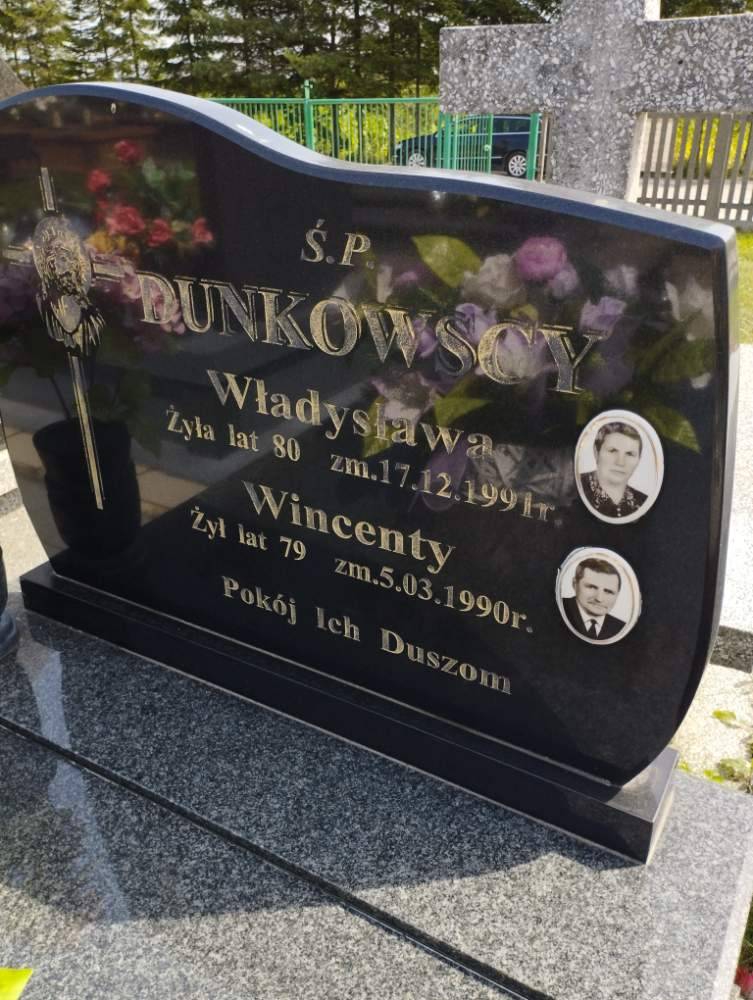 Ś.P.
DUNKOWSCY
Władysława
Żyła lat 80 zm.17.12.1991r.
Wincenty
Żył lat 79 zm.5.03.1990r.
Pokój Ich Duszom